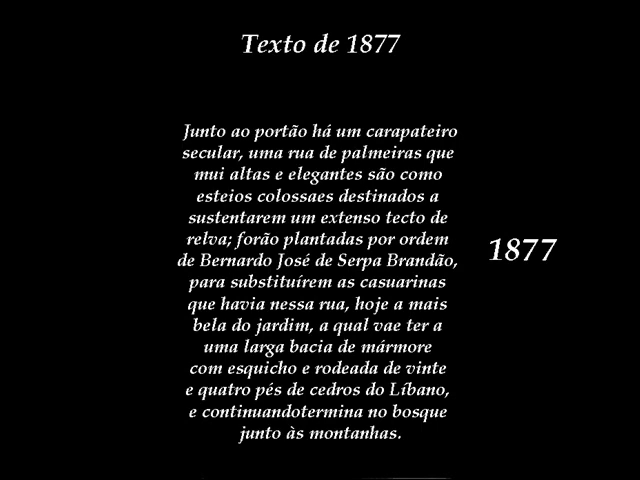 Texto de 1877
Junto ao portão há um carapateiro
secular, uma rua de palmeiras que
mui altas e elegantes são como
esteios colossaes destinados a
sustentarem um extenso tecto de
relva; forão plantadas por ordem
de Bernardo José de Serpa Brandão,
para substituírem as casuarinas
que havia nessa rua, hoje a mais
bela do jardim, a qual vae ter a
uma larga bacia de mármore
com esquicho e rodeada de vinte
e quatro pés de cedros do Líbano,
e continuandotermina no bosque
junto às montanhas.
1877